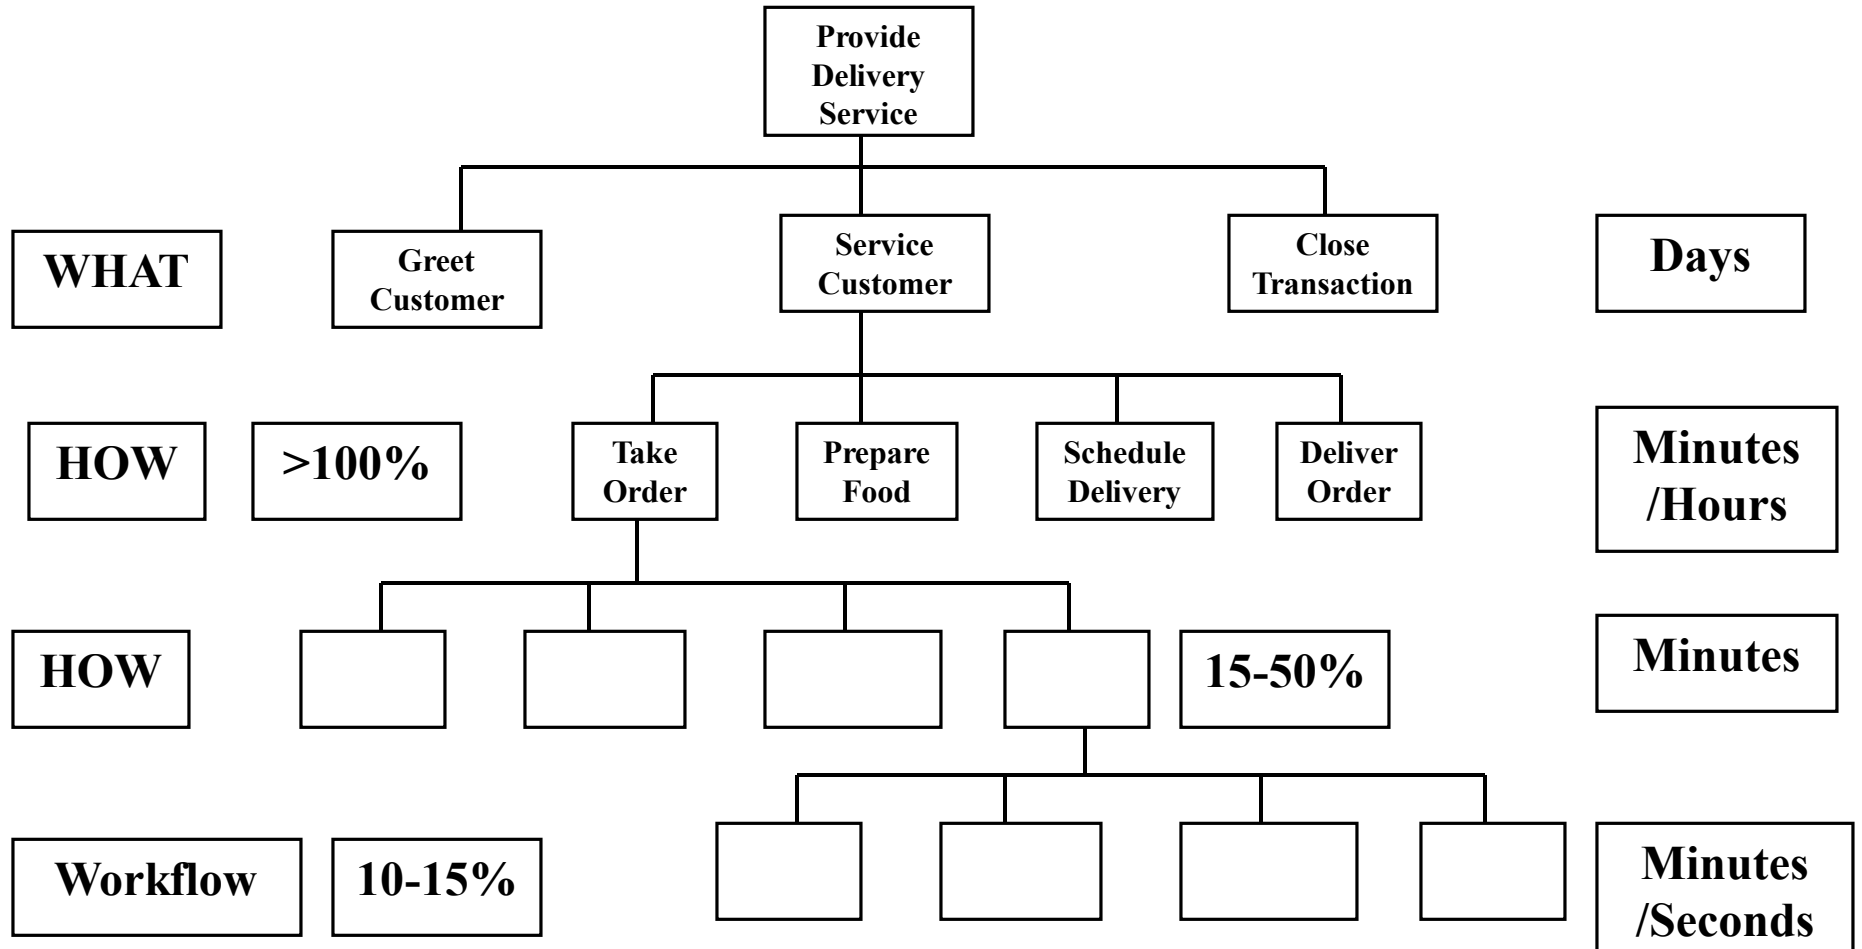 Provide
Delivery
Service
WHAT
Greet
Customer
Service
Customer
Close
Transaction
Days
HOW
>100%
Take
Order
Prepare
Food
Schedule
Delivery
Deliver
Order
Minutes
/Hours
HOW
15-50%
Minutes
Workflow
10-15%
Minutes
/Seconds